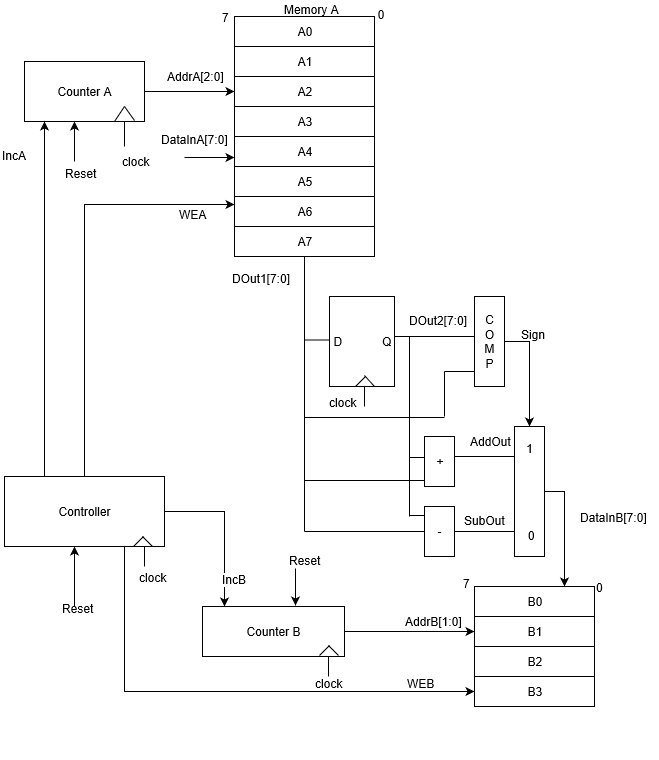 Memory A
7
0
A0
A1
Counter A
AddrA[2:0]
A2
A3
DataInA[7:0]
A4
clock
IncA
Reset
A5
WEA
A6
A7
DOut1[7:0]
D
Q
DOut2[7:0]
C
O
M
P
Sign
clock
AddOut
1
+
Controller
SubOut
-
0
DataInB[7:0]
clock
IncB
Reset
Reset
7
0
B0
Counter B
AddrB[1:0]
B1
B2
clock
WEB
B3